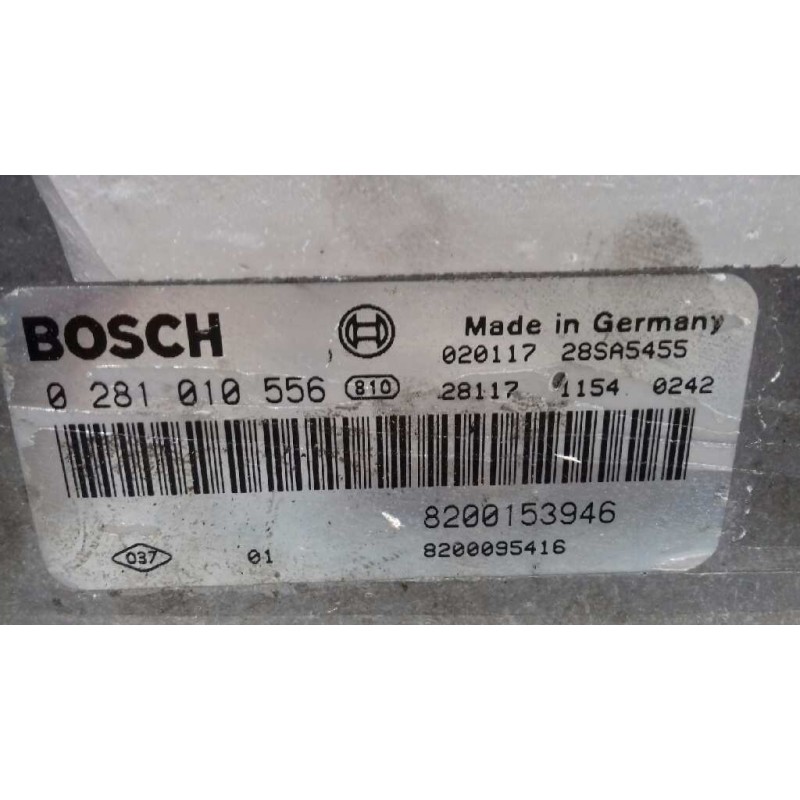 BOSCH
Made in Germany
020117 28SA5455
0 281 010 556 810 28117 1154 0242
8200153946
037 01 8200095416